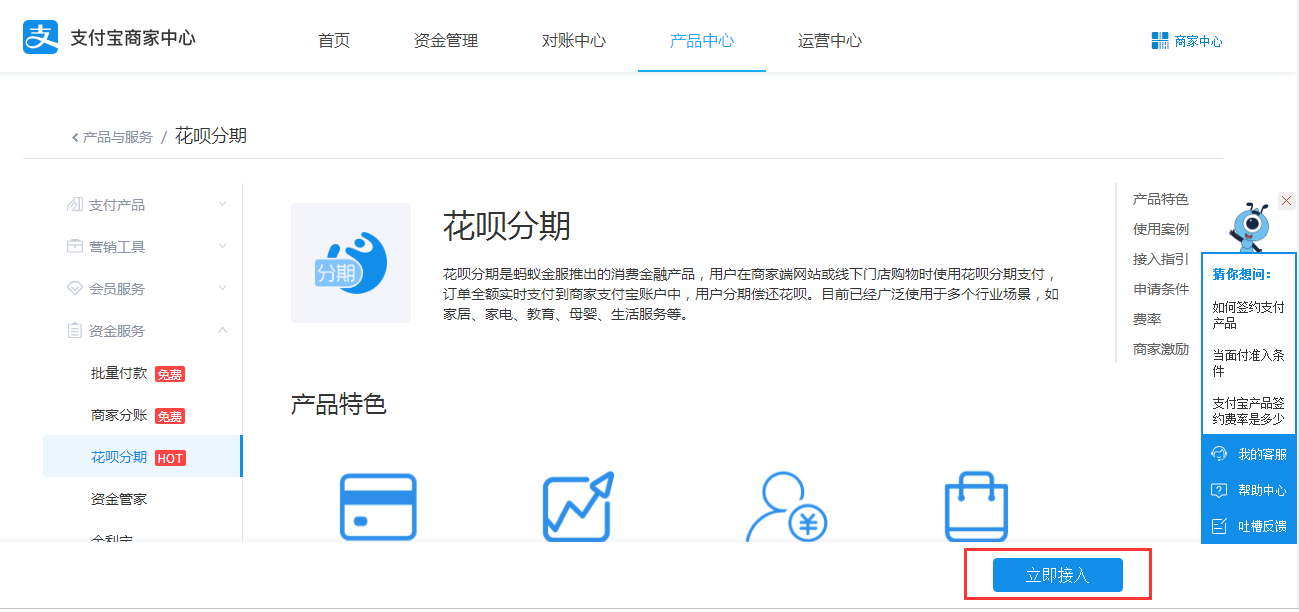 支 支付宝商家中心
首页
资金管理
对账中心
产品中心
运营中心
商家中心
产品与服务 / 花呗分期
支付产品
营销工具
会员服务
资金服务
批量付款 免费
商家分账 免费
花呗分期 HOT
资金管家
余利宝
分期
花呗分期
花呗分期是蚂蚁金服推出的消费金融产品，用户在商家端网站或线下门店购物时使用花呗分期支付，
订单全额实时支付到商家支付宝账户中，用户分期偿还花呗。目前已经广泛使用于多个行业场景，如
家居、家电、教育、母婴、生活服务等。
产品特色
产品特色
使用案例
接入指引
申请条件
费率
商家激励
猜你想问：
如何签约支付
产品
当面付准入条
件
支付宝产品签
约费率是多少
我的客服
帮助中心
吐槽反馈
立即接入